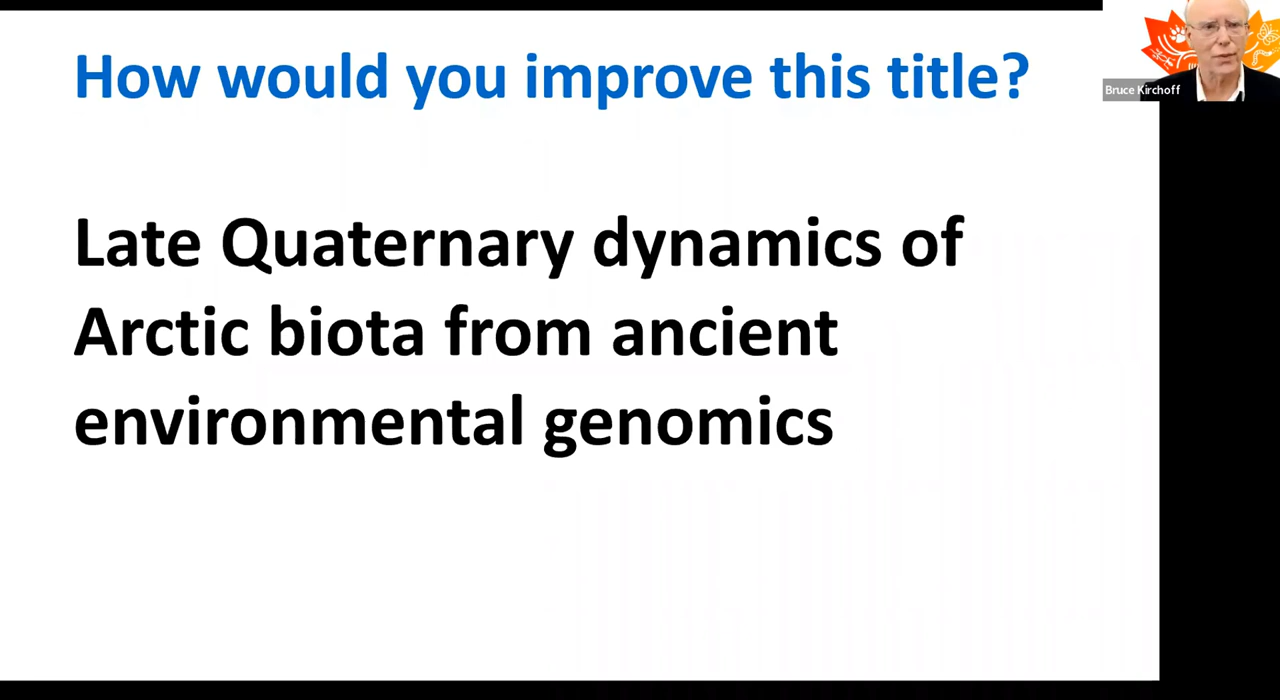 How would you improve this title?
Bruce Kirchoff
Late Quaternary dynamics of
Arctic biota from ancient
environmental genomics